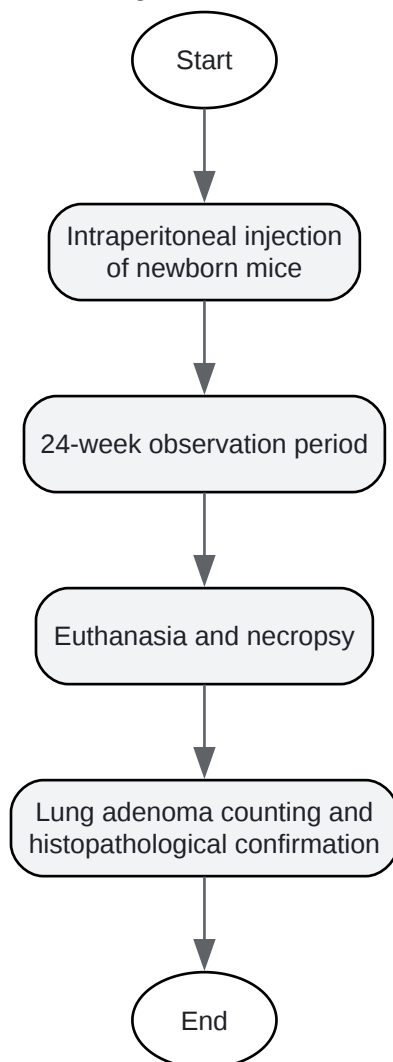 Start
Intraperitoneal injection
of newborn mice
24-week observation period
Euthanasia and necropsy
Lung adenoma counting and
histopathological confirmation
End